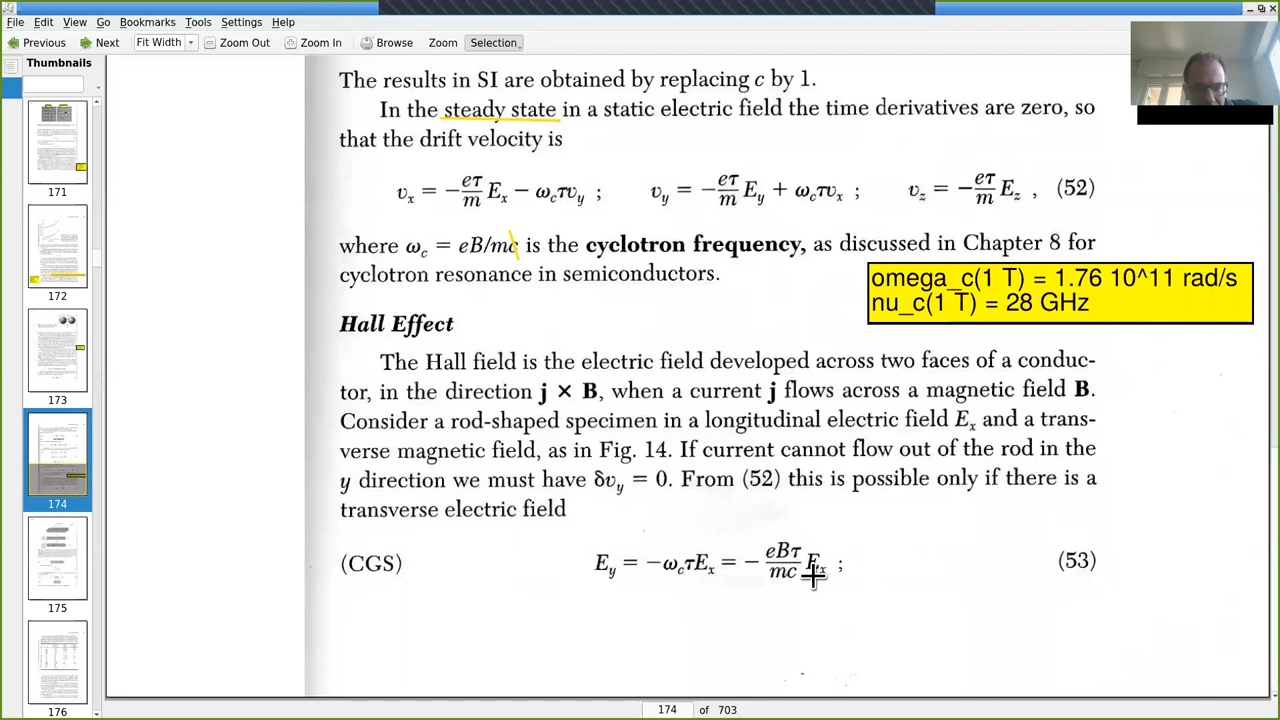 File Edit View Go Bookmarks Tools Settings Help
Previous Next Fit Width Zoom Out Zoom In Browse Zoom Selection
Thumbnails
171
172
173
174
175
176
The results in SI are obtained by replacing c by 1.
In the steady state in a static electric field the time derivatives are zero, so
that the drift velocity is
v_x = −eτ/m E_x − ω_cτv_y ; v_y = −eτ/m E_y + ω_cτv_x ; v_z = −eτ/m E_z , (52)
where ω_c = eB/mc is the cyclotron frequency, as discussed in Chapter 8 for
cyclotron resonance in semiconductors.
omega_c(1 T) = 1.76 10^11 rad/s
nu_c(1 T) = 28 GHz
Hall Effect
The Hall field is the electric field developed across two faces of a conduc-
tor, in the direction j × B, when a current j flows across a magnetic field B.
Consider a rod-shaped specimen in a longitudinal electric field E_x and a trans-
verse magnetic field, as in Fig. 14. If current cannot flow out of the rod in the
y direction we must have δv_y = 0. From (52) this is possible only if there is a
transverse electric field
(CGS) E_y = −ω_cτE_x = − eBτ/mc E_x ; (53)
174 of 703